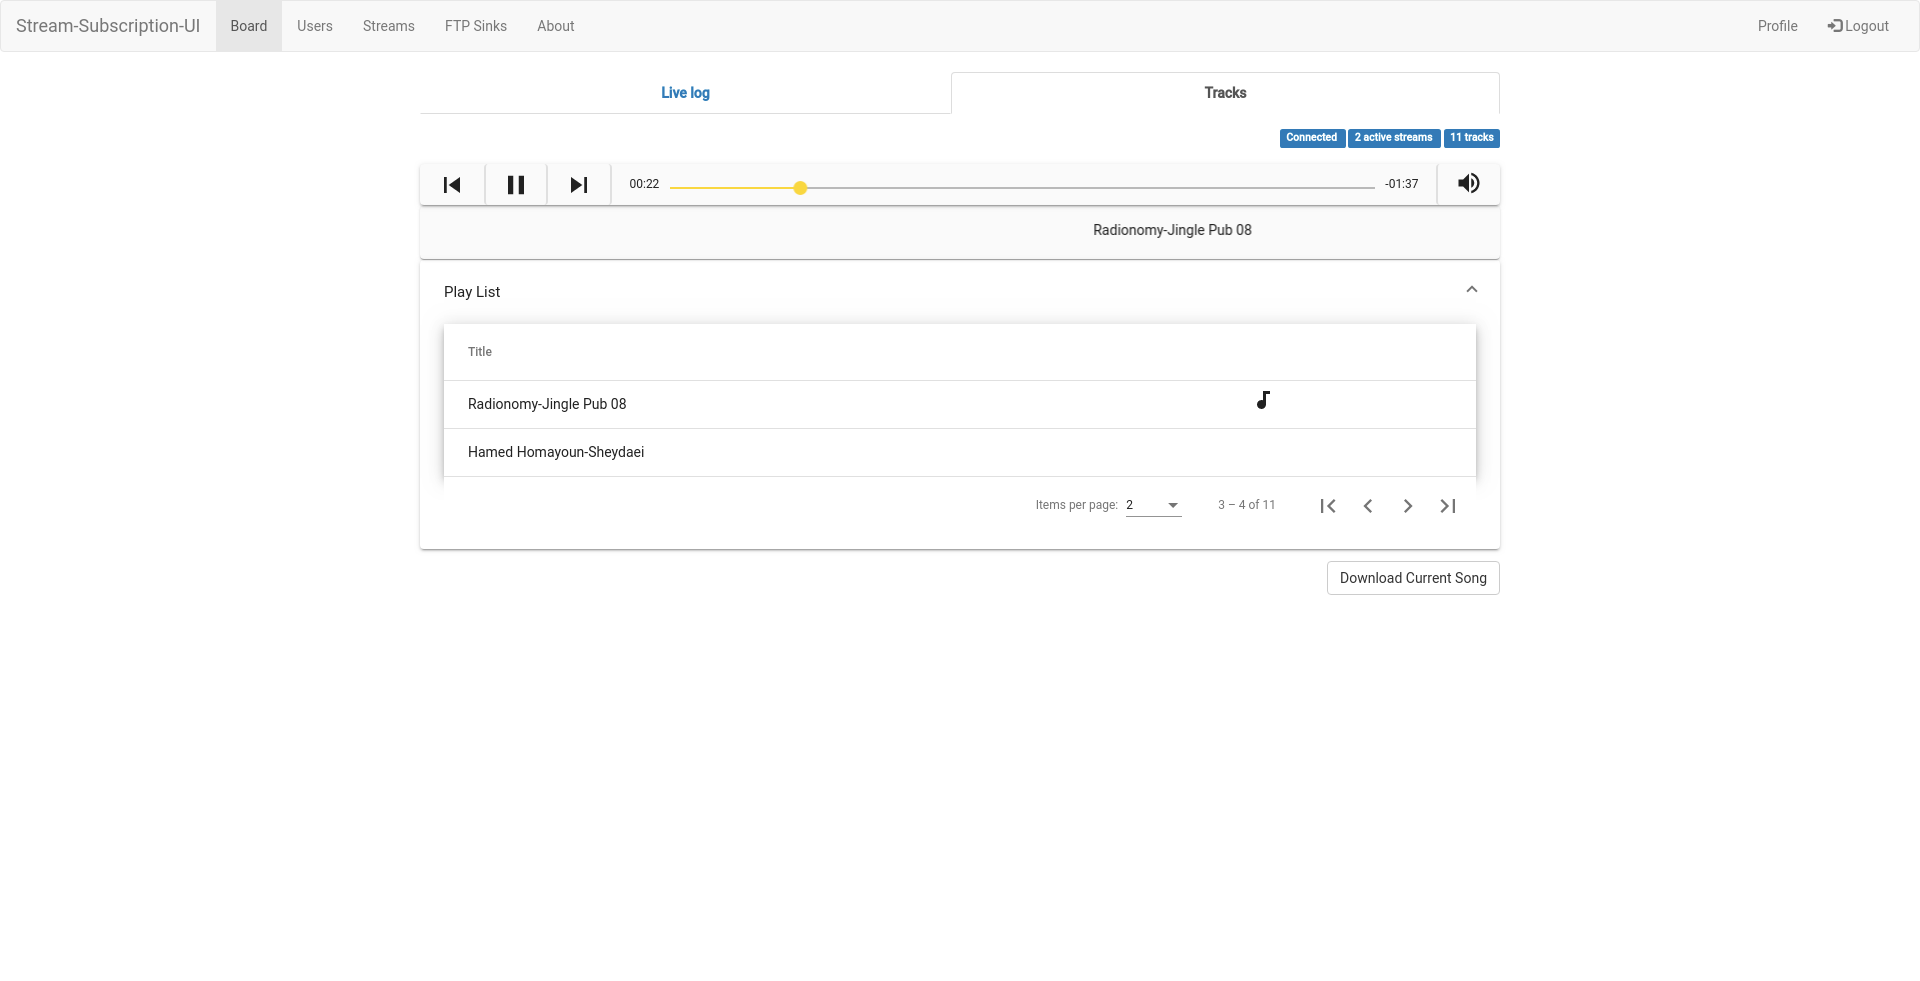 Stream-Subscription-UI Board Users Streams FTP Sinks About Profile Logout
Live log Tracks
Connected 2 active streams 11 tracks
00:22 -01:37
Radionomy-Jingle Pub 08
Play List
Title
Radionomy-Jingle Pub 08
Hamed Homayoun-Sheydaei
Items per page: 2 3 – 4 of 11
Download Current Song